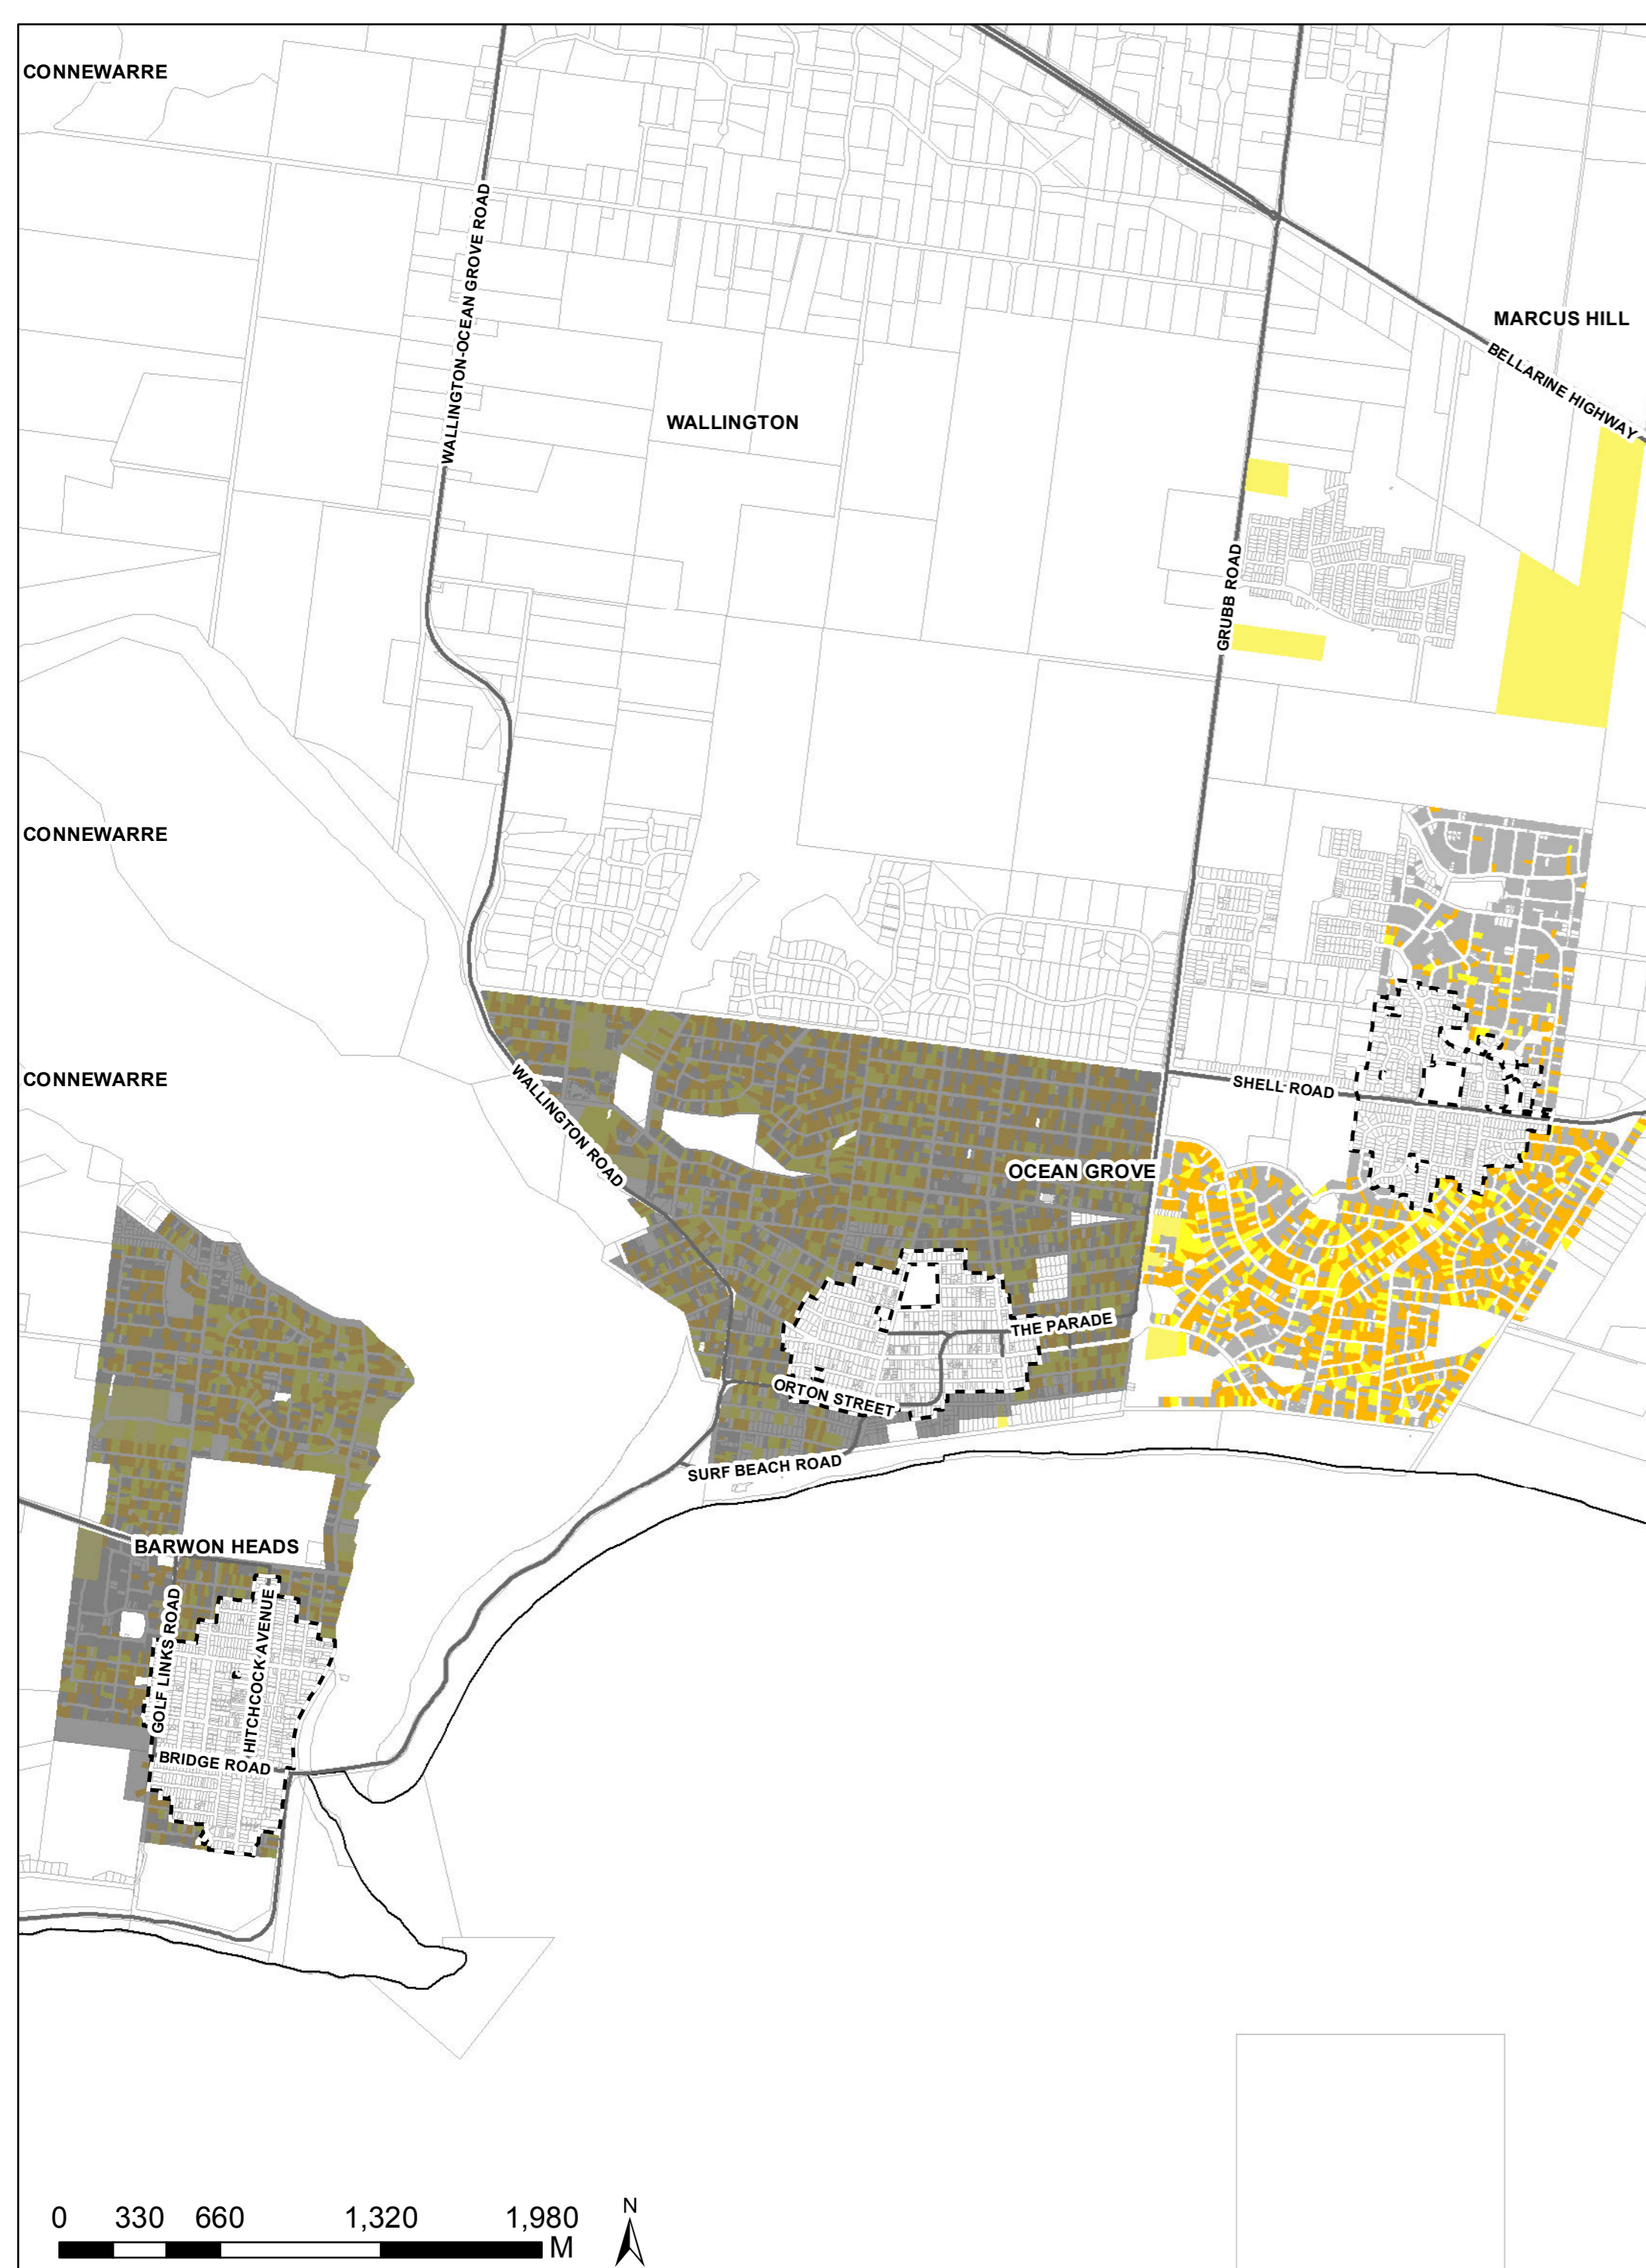 CONNEWARRE
WALLINGTON-OCEAN GROVE ROAD
MARCUS HILL
BELLARINE HIGHWAY
WALLINGTON
GRUBB ROAD
CONNEWARRE
CONNEWARRE
WALLINGTON ROAD
SHELL ROAD
OCEAN GROVE
THE PARADE
ORTON STREET
SURF BEACH ROAD
BARWON HEADS
GOLF LINKS ROAD
HITCHCOCK AVENUE
BRIDGE ROAD
0 330 660 1,320 1,980
M
N